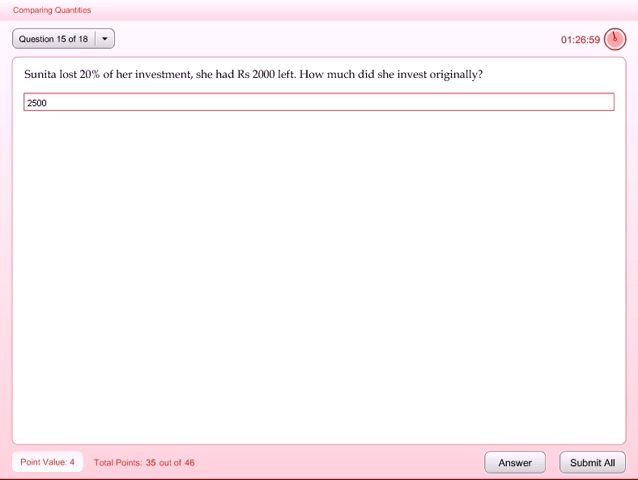 Comparing Quantities
Question 15 of 18
01:26:59
Sunita lost 20% of her investment, she had Rs 2000 left. How much did she invest originally?
2500
Point Value: 4
Total Points: 35 out of 46
Answer
Submit All